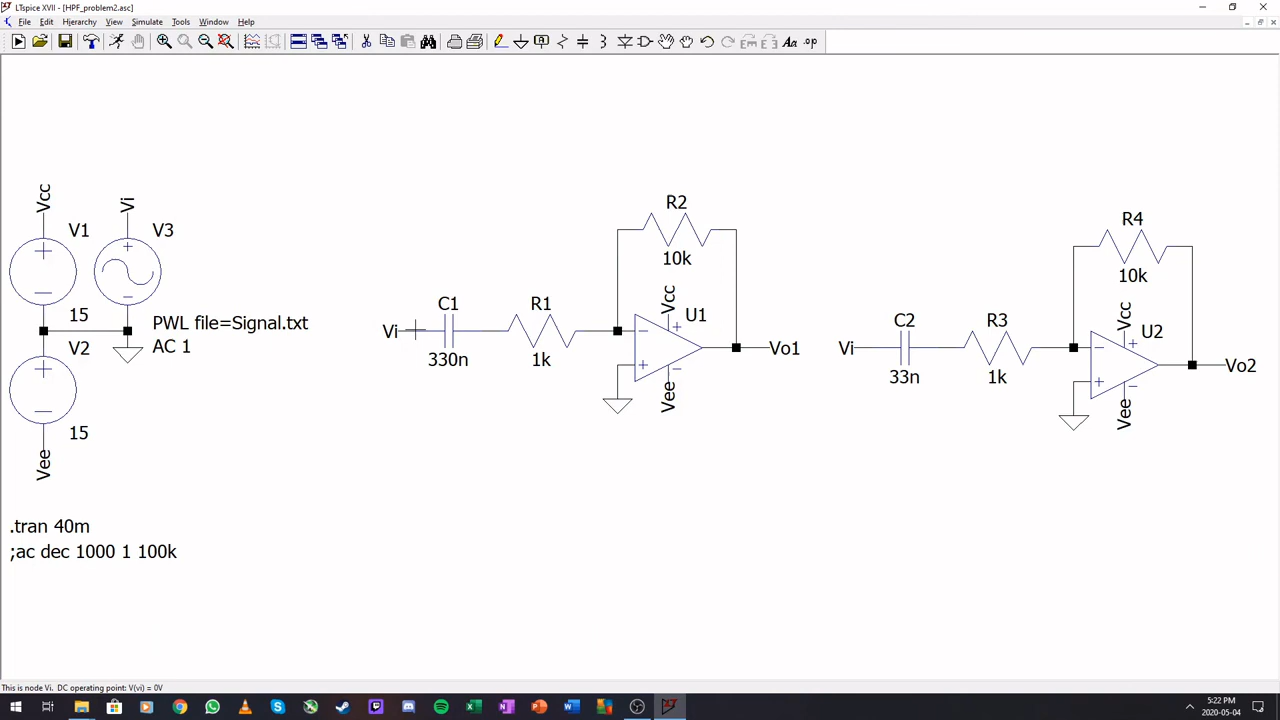 LTspice XVII - [HPF_problem2.asc]
File Edit Hierarchy View Simulate Tools Window Help
Aa .op
Vcc
V1
15
V2
15
Vee
Vi
V3
PWL file=Signal.txt
AC 1
.tran 40m
;ac dec 1000 1 100k
Vi
C1
330n
R1
1k
R2
10k
Vcc
U1
Vee
Vo1
Vi
C2
33n
R3
1k
R4
10k
Vcc
U2
Vee
Vo2
This is node Vi. DC operating point: V(vi) = 0V
5:22 PM
2020-05-04